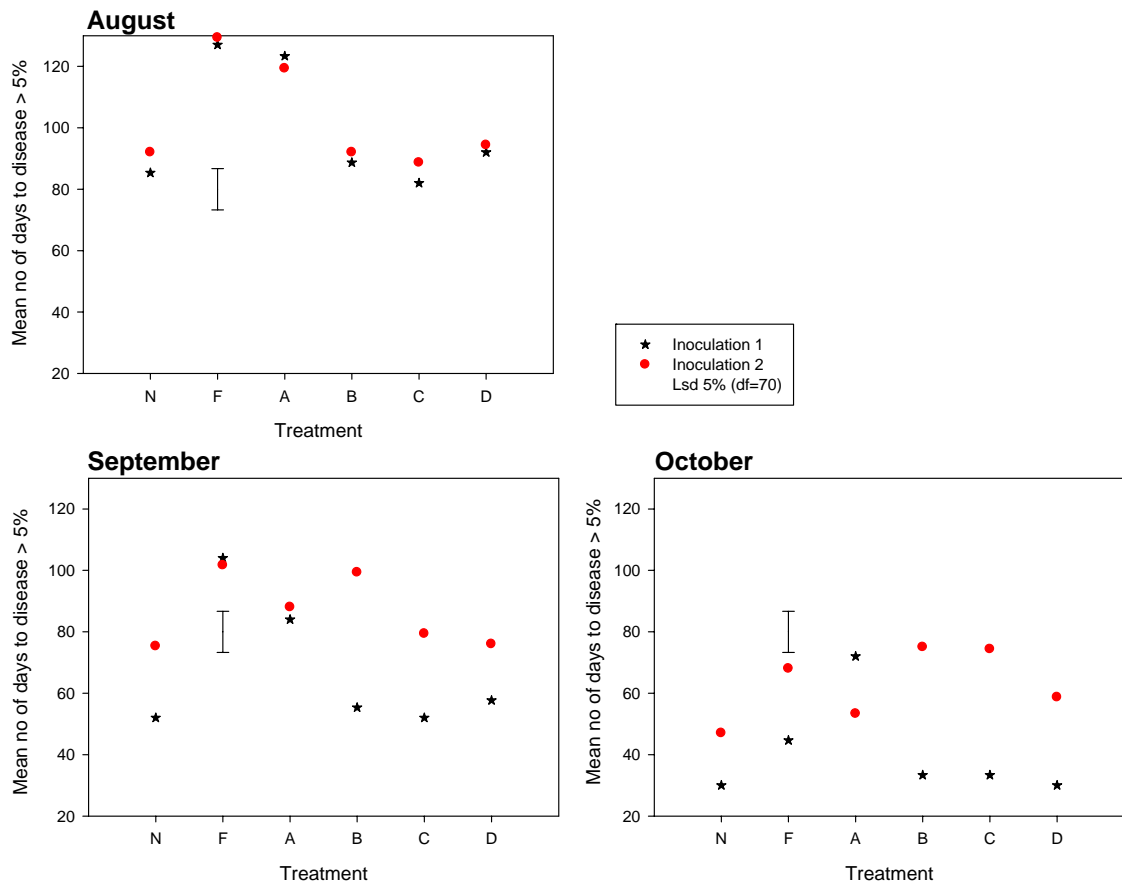 August
Mean no of days to disease > 5%
120
100
80
60
40
20
N F A B C D
Treatment
Inoculation 1
Inoculation 2
Lsd 5% (df=70)
September
Mean no of days to disease > 5%
120
100
80
60
40
20
N F A B C D
Treatment
October
Mean no of days to disease > 5%
120
100
80
60
40
20
N F A B C D
Treatment